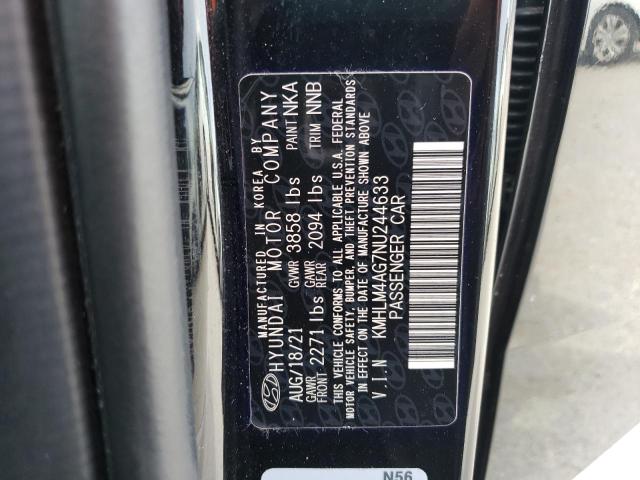 MANUFACTURED IN KOREA BY
HYUNDAI MOTOR COMPANY
AUG/18/21 GVWR 3858 lbs PAINT NKA
GAWR FRONT 2271 lbs GAWR REAR 2094 lbs TRIM NNB
THIS VEHICLE CONFORMS TO ALL APPLICABLE U.S.A. FEDERAL
MOTOR VEHICLE SAFETY, BUMPER, AND THEFT PREVENTION STANDARDS
IN EFFECT ON THE DATE OF MANUFACTURE SHOWN ABOVE
V.I.N KMHLM4AG7NU244633
PASSENGER CAR
N56